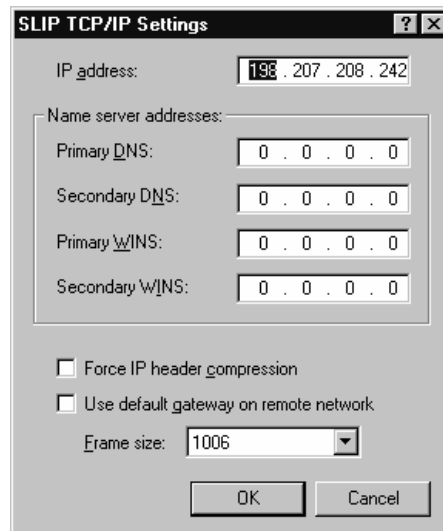 SLIP TCP/IP Settings
IP address: 198 . 207 . 208 . 242
Name server addresses:
Primary DNS: 0 . 0 . 0 . 0
Secondary DNS: 0 . 0 . 0 . 0
Primary WINS: 0 . 0 . 0 . 0
Secondary WINS: 0 . 0 . 0 . 0
Force IP header compression
Use default gateway on remote network
Frame size: 1006
OK Cancel